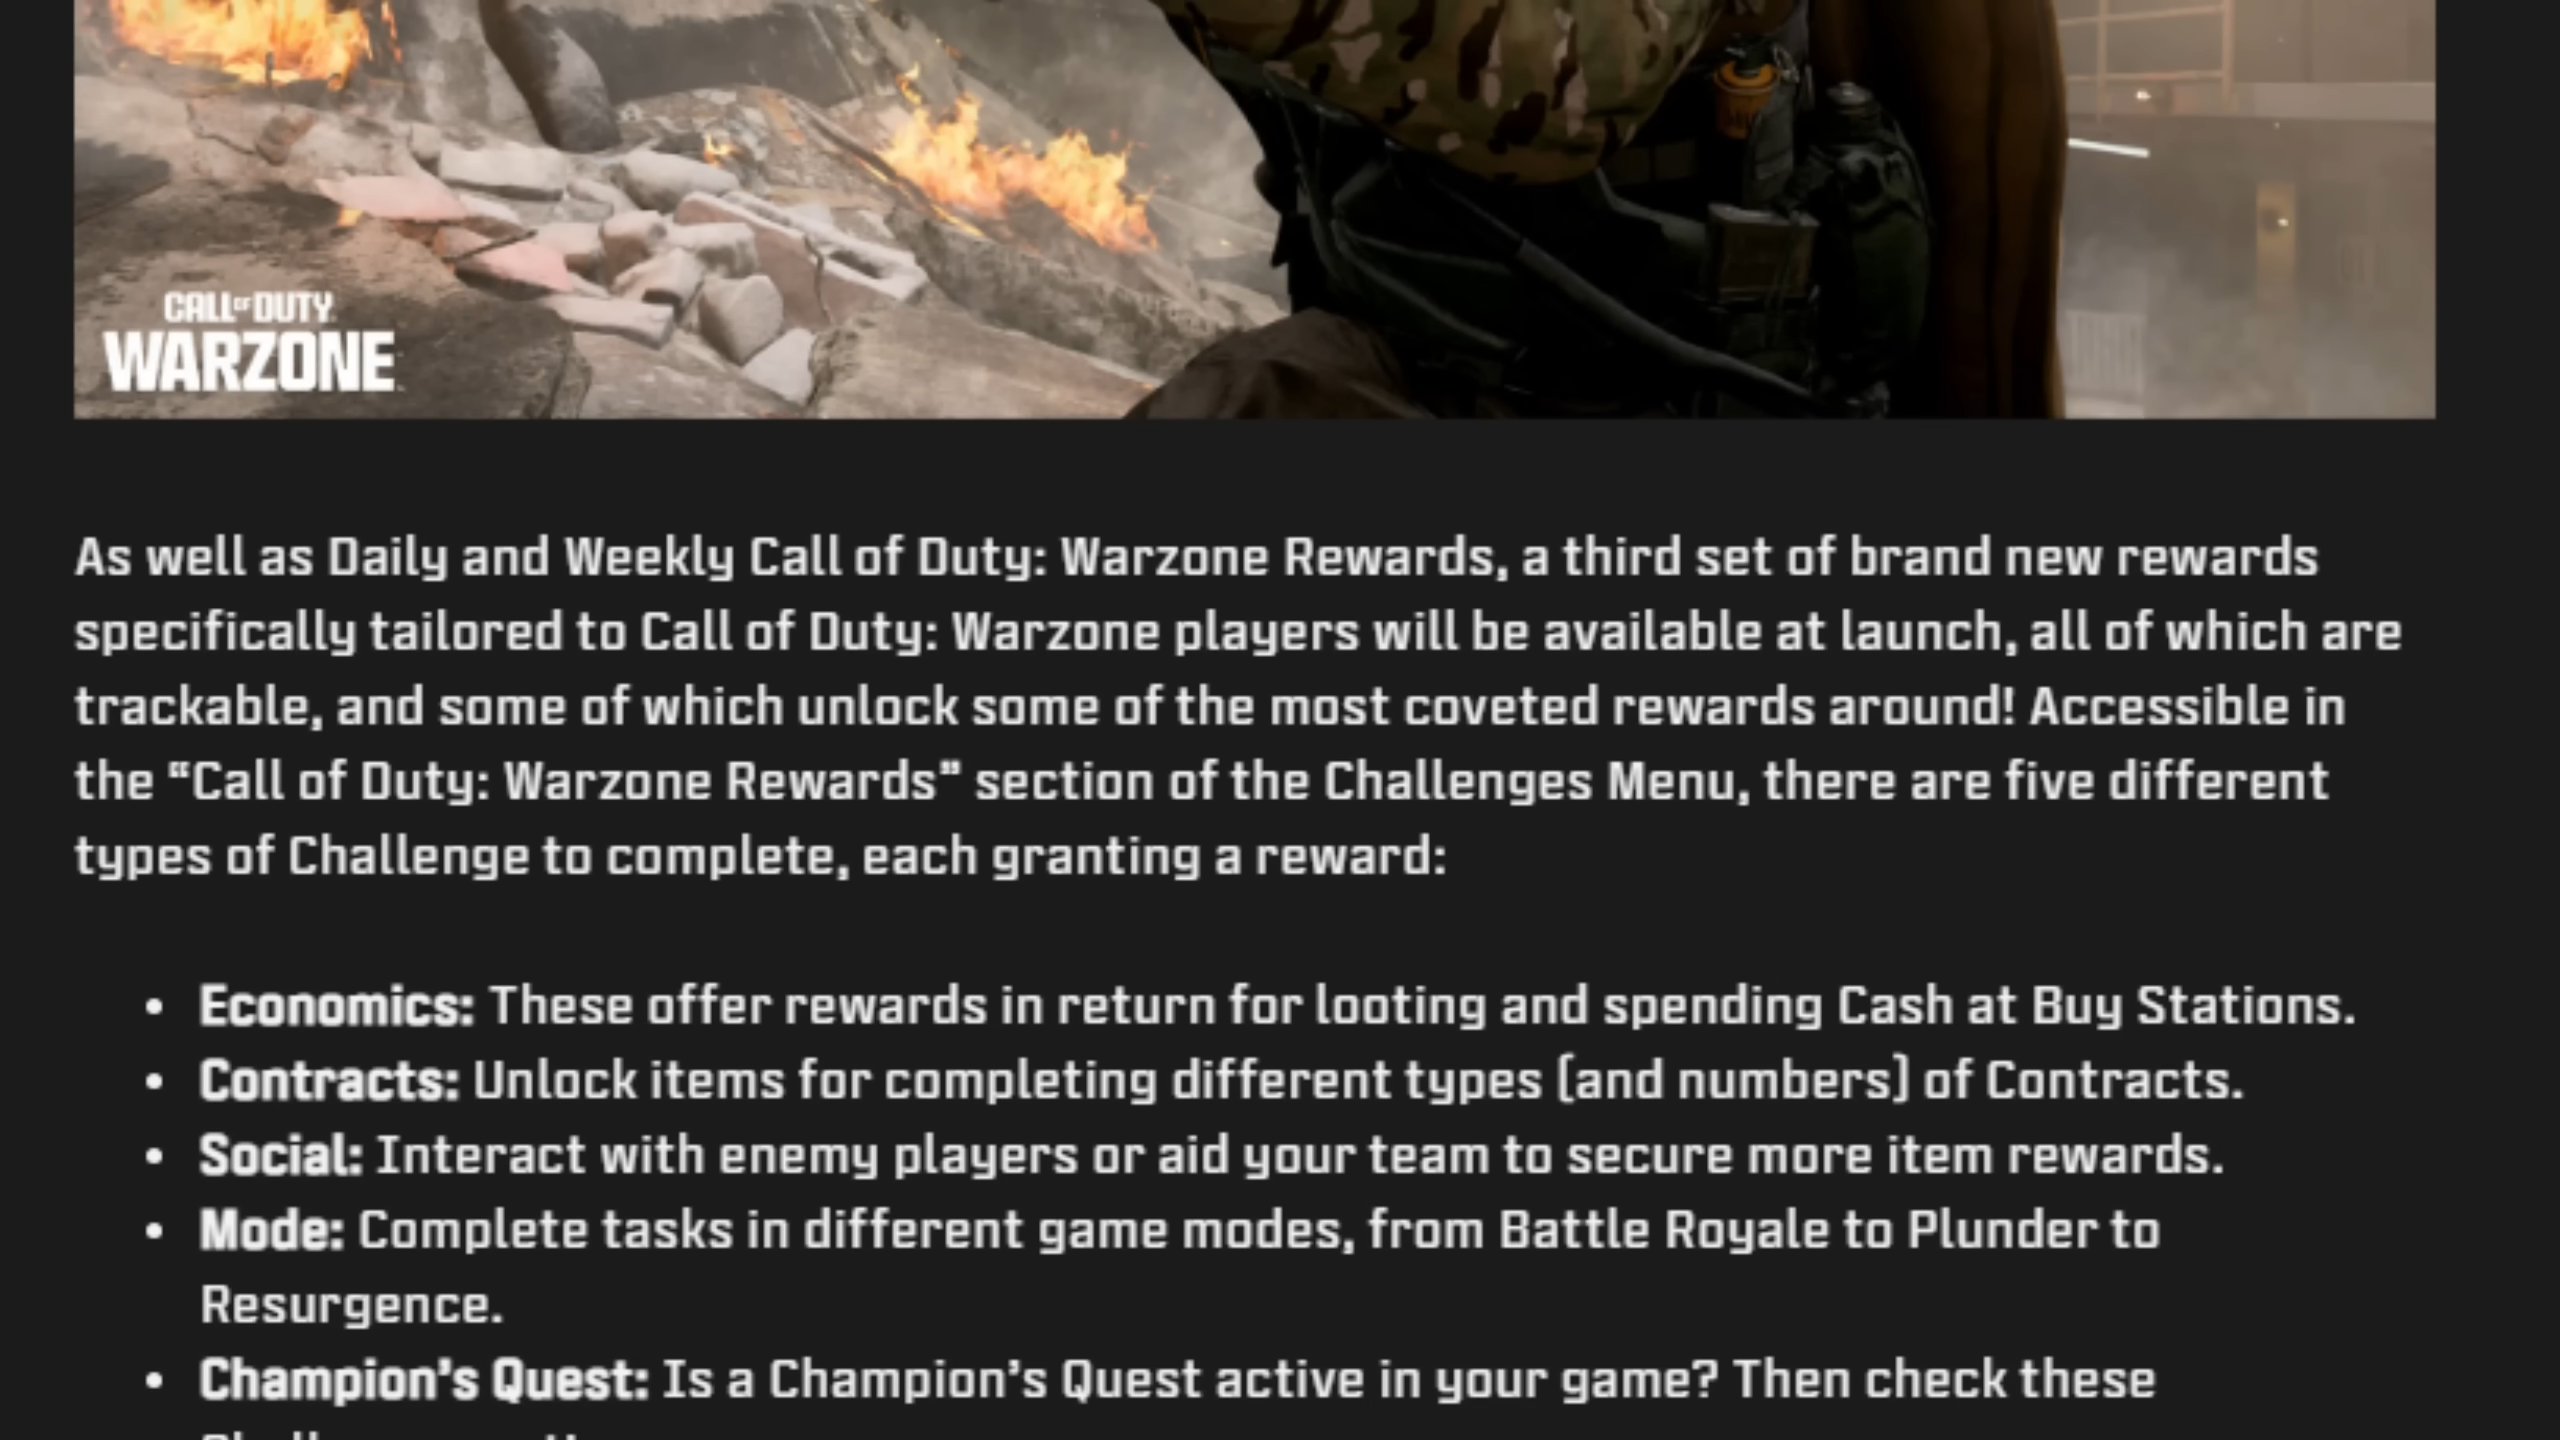 CALL OF DUTY
WARZONE
As well as Daily and Weekly Call of Duty: Warzone Rewards, a third set of brand new rewards
specifically tailored to Call of Duty: Warzone players will be available at launch, all of which are
trackable, and some of which unlock some of the most coveted rewards around! Accessible in
the “Call of Duty: Warzone Rewards” section of the Challenges Menu, there are five different
types of Challenge to complete, each granting a reward:
• Economics: These offer rewards in return for looting and spending Cash at Buy Stations.
• Contracts: Unlock items for completing different types (and numbers) of Contracts.
• Social: Interact with enemy players or aid your team to secure more item rewards.
• Mode: Complete tasks in different game modes, from Battle Royale to Plunder to
Resurgence.
• Champion’s Quest: Is a Champion’s Quest active in your game? Then check these